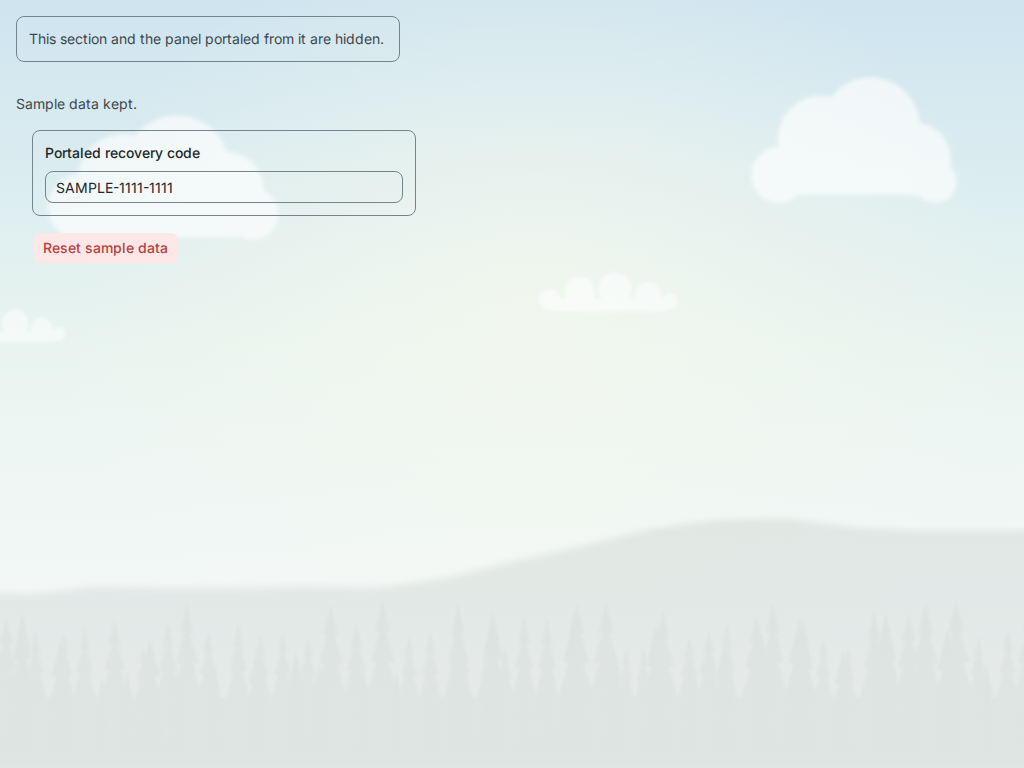 This section and the panel portaled from it are hidden.
Sample data kept.
Portaled recovery code
SAMPLE-1111-1111
Reset sample data